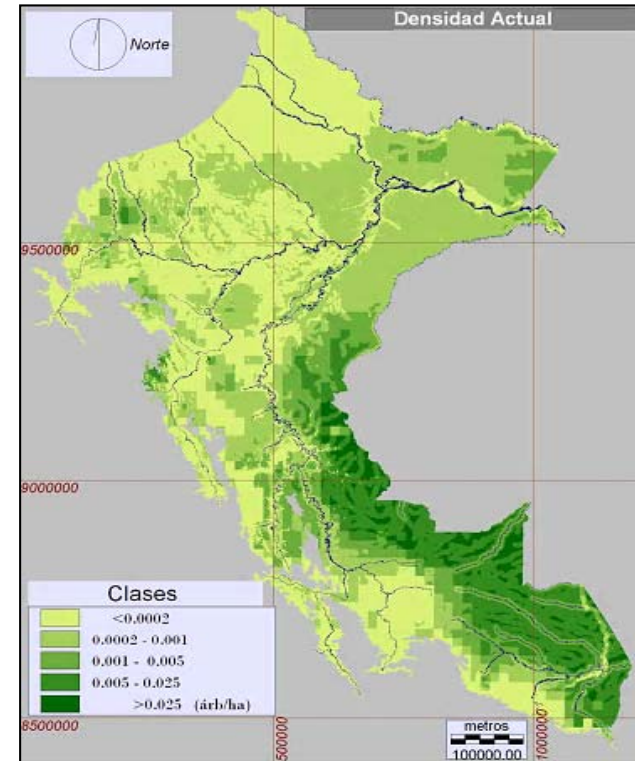 Densidad Actual
Norte
9500000
9000000
Clases
<0.0002
0.0002 - 0.001
0.001 - 0.005
0.005 - 0.025
>0.025 (árb/ha)
8500000
500000
metros
100000.00
1000000